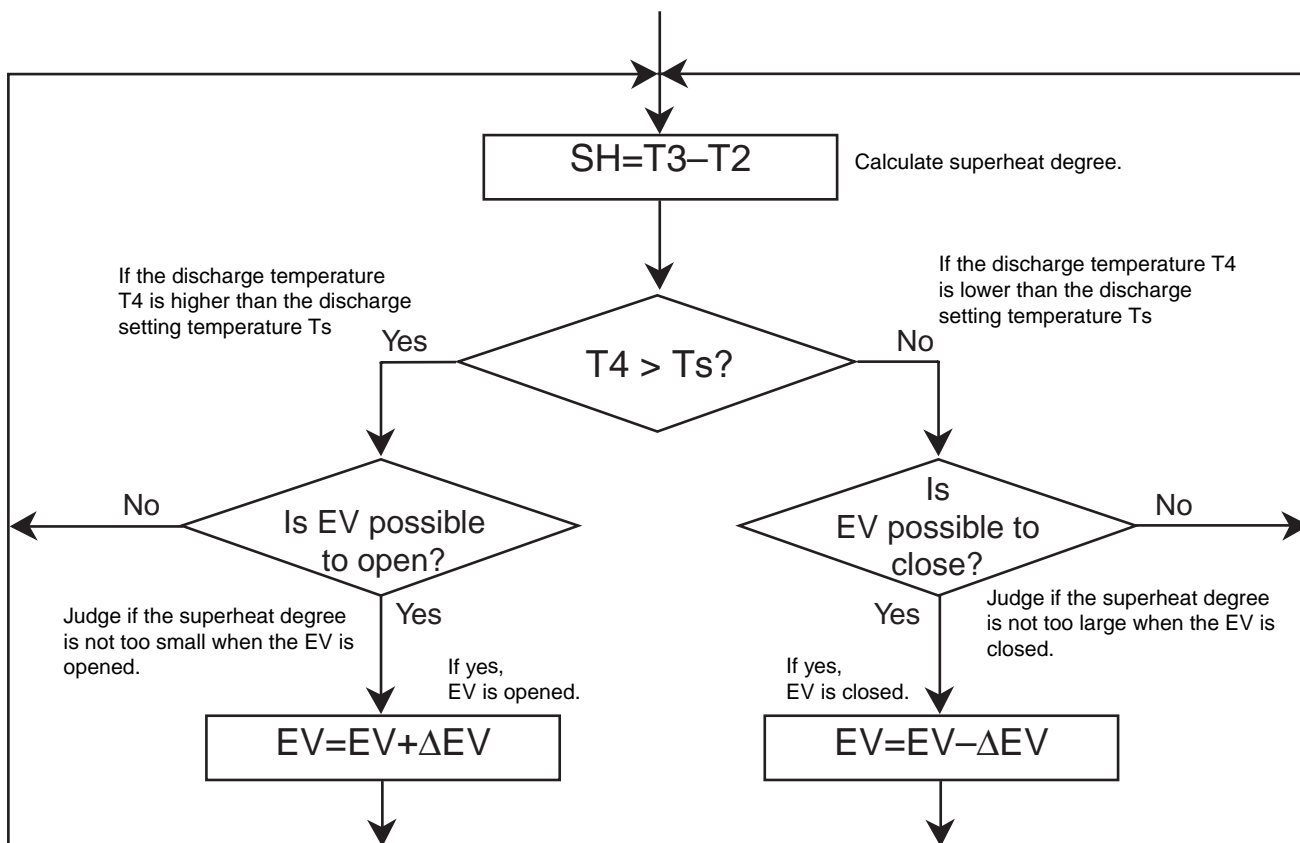 SH=T3–T2
Calculate superheat degree.
If the discharge temperature
T4 is higher than the discharge
setting temperature Ts
If the discharge temperature T4
is lower than the discharge
setting temperature Ts
Yes
T4 > Ts?
No
No
Is EV possible
to open?
Is
EV possible to
close?
No
Judge if the superheat degree
is not too small when the EV is
opened.
Yes
Yes
Judge if the superheat degree
is not too large when the EV is
closed.
If yes,
EV is opened.
If yes,
EV is closed.
EV=EV+ΔEV
EV=EV–ΔEV